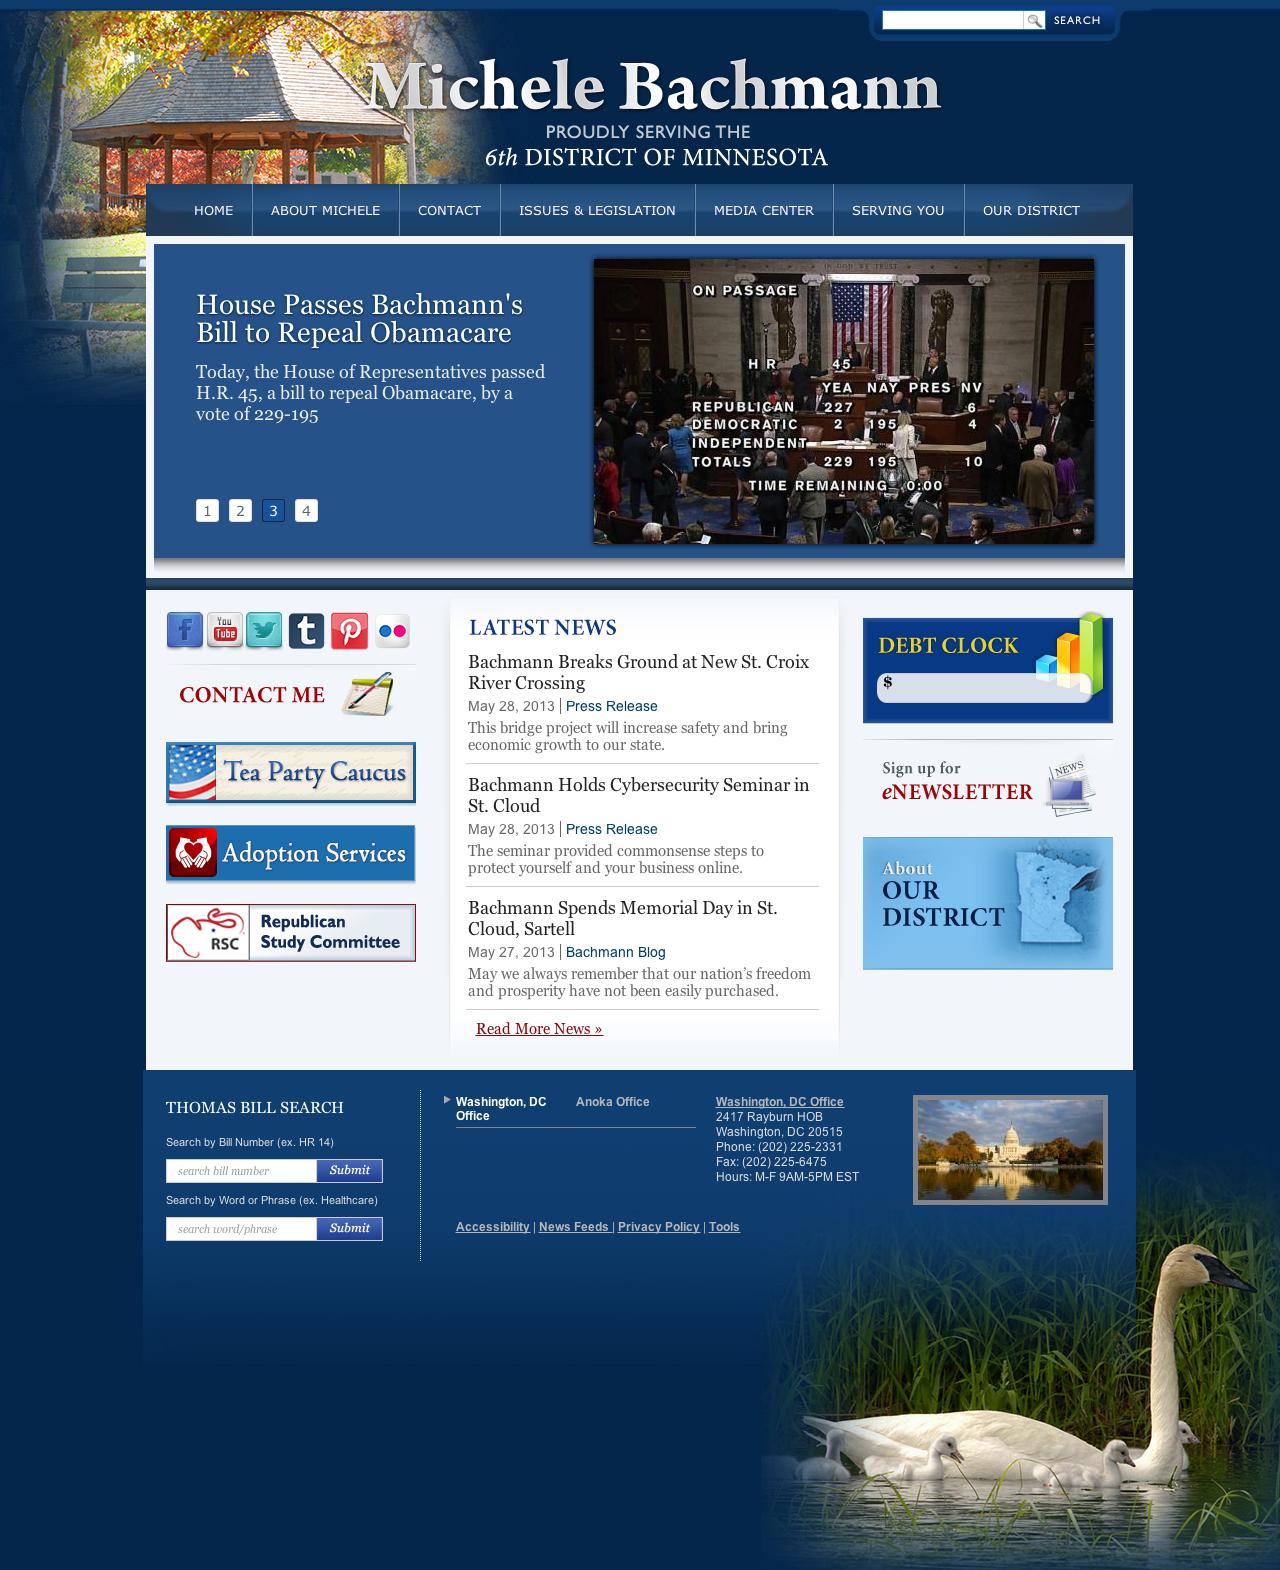 SEARCH
Michele Bachmann
PROUDLY SERVING THE
6th DISTRICT OF MINNESOTA
HOME
ABOUT MICHELE
CONTACT
ISSUES & LEGISLATION
MEDIA CENTER
SERVING YOU
OUR DISTRICT
House Passes Bachmann's
Bill to Repeal Obamacare
Today, the House of Representatives passed
H.R. 45, a bill to repeal Obamacare, by a
vote of 229-195
1 2 3 4
IN GOD WE TRUST
ON PASSAGE
H R 45
YEA NAY PRES NV
REPUBLICAN 227 6
DEMOCRATIC 2 195 4
INDEPENDENT
TOTALS 229 195 10
TIME REMAINING 0:00
f You Tube t P
CONTACT ME
Tea Party Caucus
Adoption Services
RSC
Republican
Study Committee
LATEST NEWS
Bachmann Breaks Ground at New St. Croix
River Crossing
May 28, 2013 | Press Release
This bridge project will increase safety and bring
economic growth to our state.
Bachmann Holds Cybersecurity Seminar in
St. Cloud
May 28, 2013 | Press Release
The seminar provided commonsense steps to
protect yourself and your business online.
Bachmann Spends Memorial Day in St.
Cloud, Sartell
May 27, 2013 | Bachmann Blog
May we always remember that our nation’s freedom
and prosperity have not been easily purchased.
Read More News »
DEBT CLOCK
$
Sign up for
eNEWSLETTER
NEWS
About
OUR
DISTRICT
THOMAS BILL SEARCH
Search by Bill Number (ex. HR 14)
search bill number Submit
Search by Word or Phrase (ex. Healthcare)
search word/phrase Submit
Washington, DC
Office
Anoka Office
Washington, DC Office
2417 Rayburn HOB
Washington, DC 20515
Phone: (202) 225-2331
Fax: (202) 225-6475
Hours: M-F 9AM-5PM EST
Accessibility | News Feeds | Privacy Policy | Tools